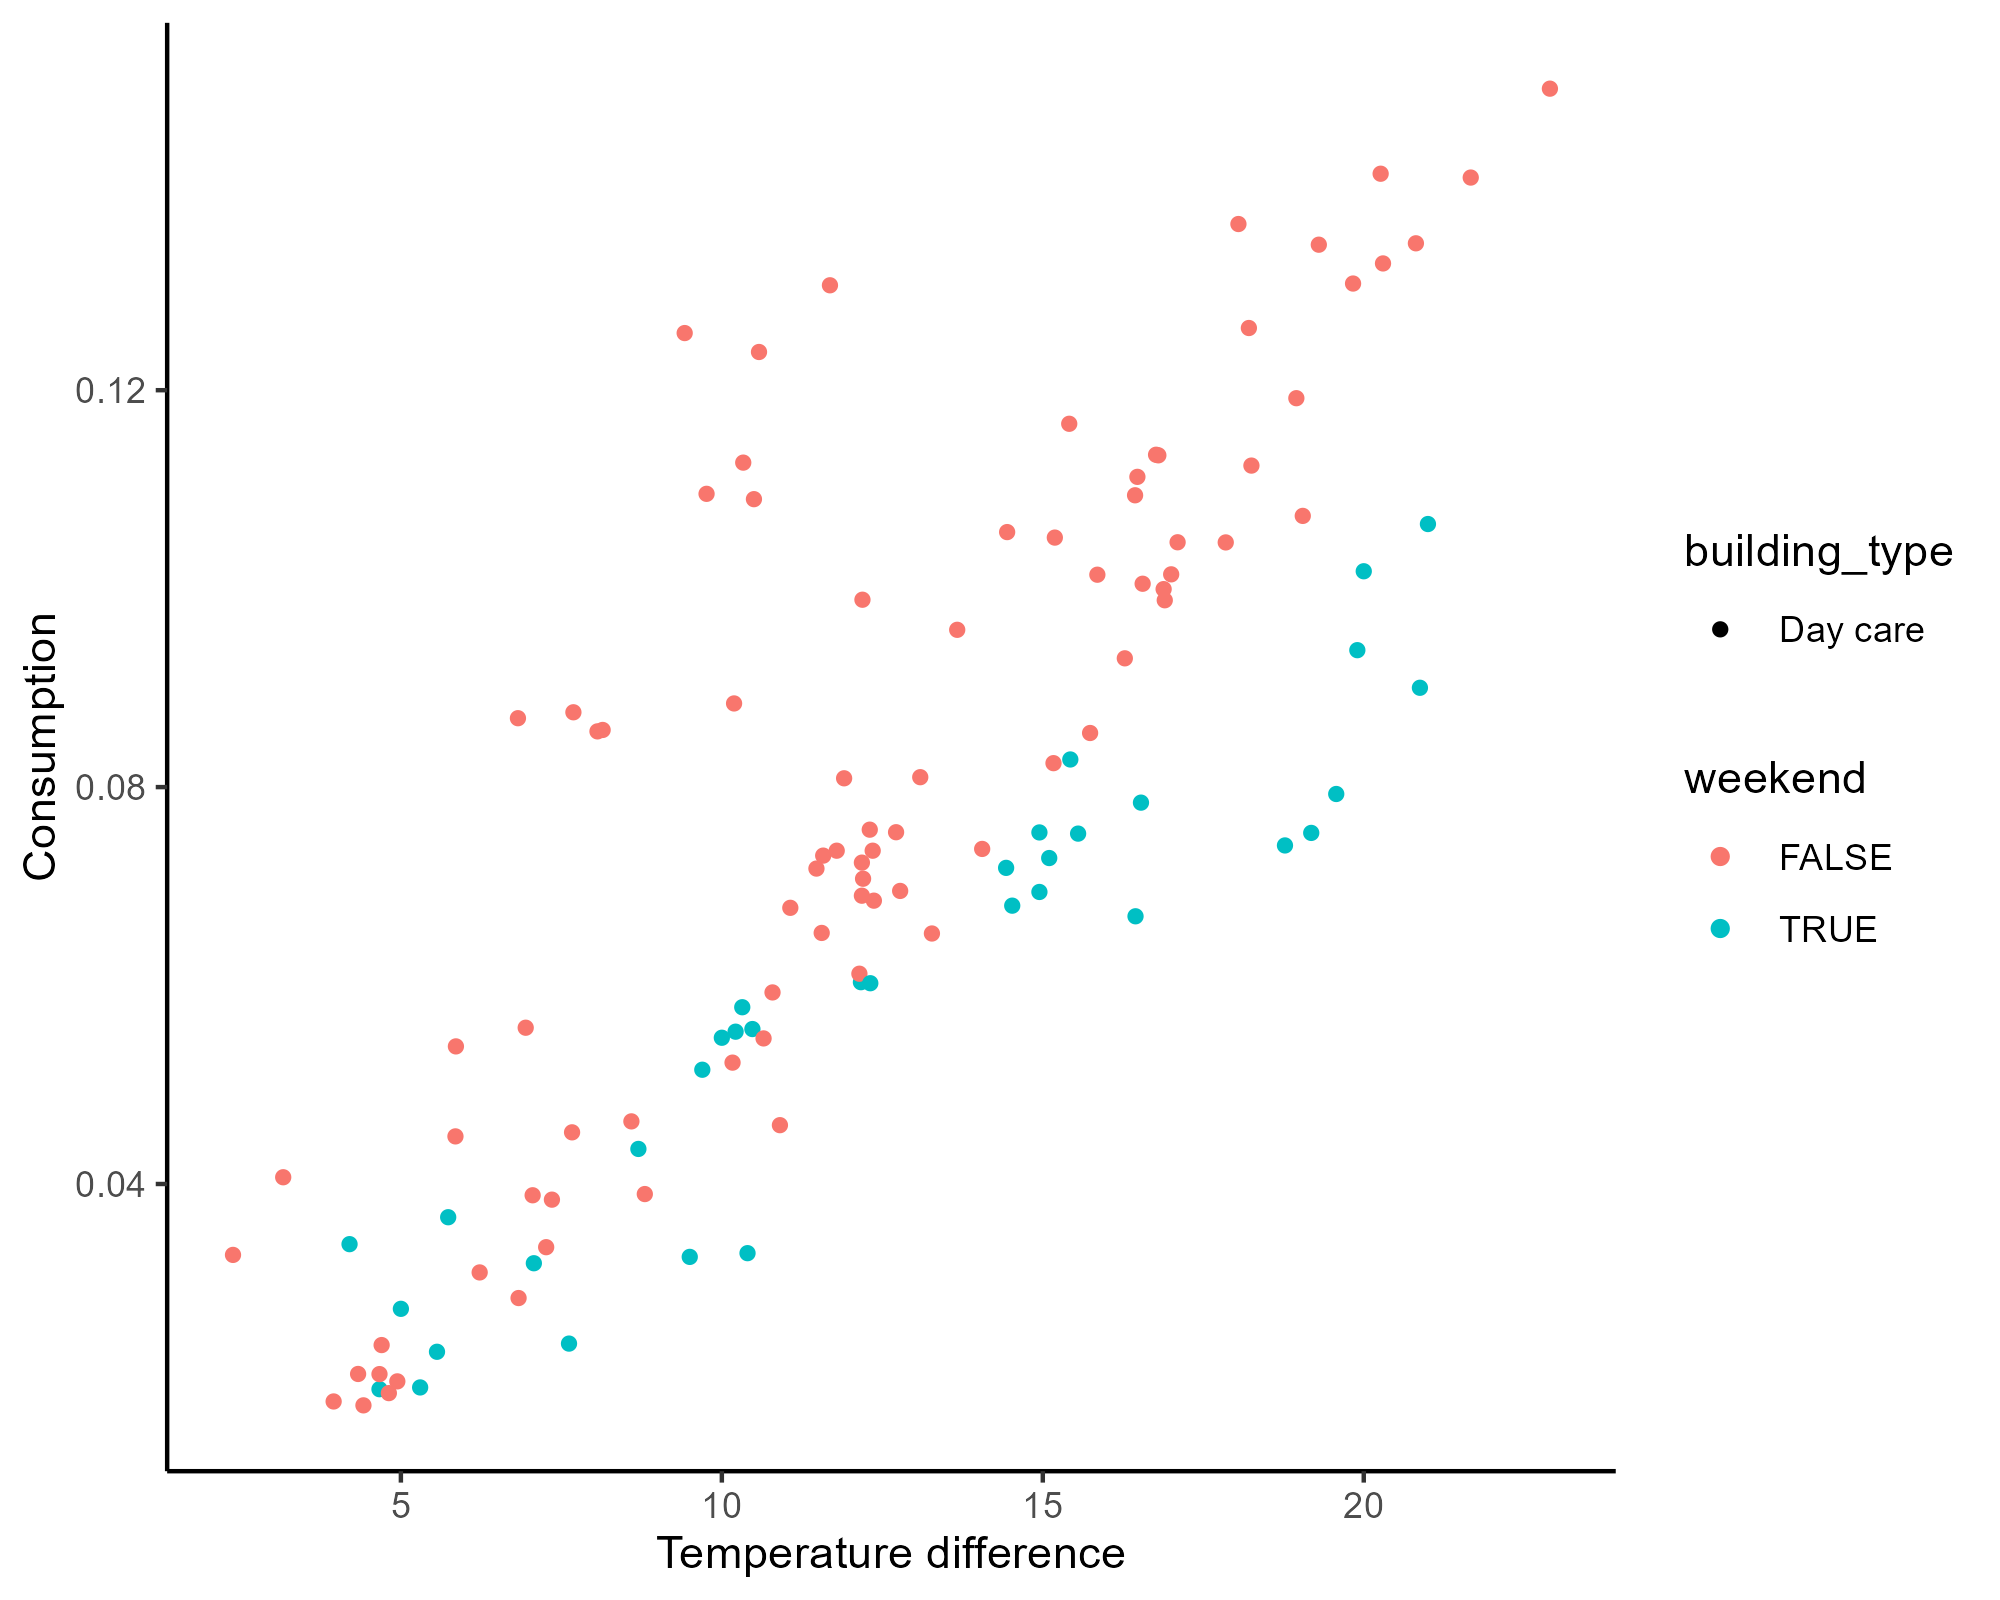 0.12
0.08
0.04
Consumption
5
10
15
20
Temperature difference
building_type
Day care
weekend
FALSE
TRUE